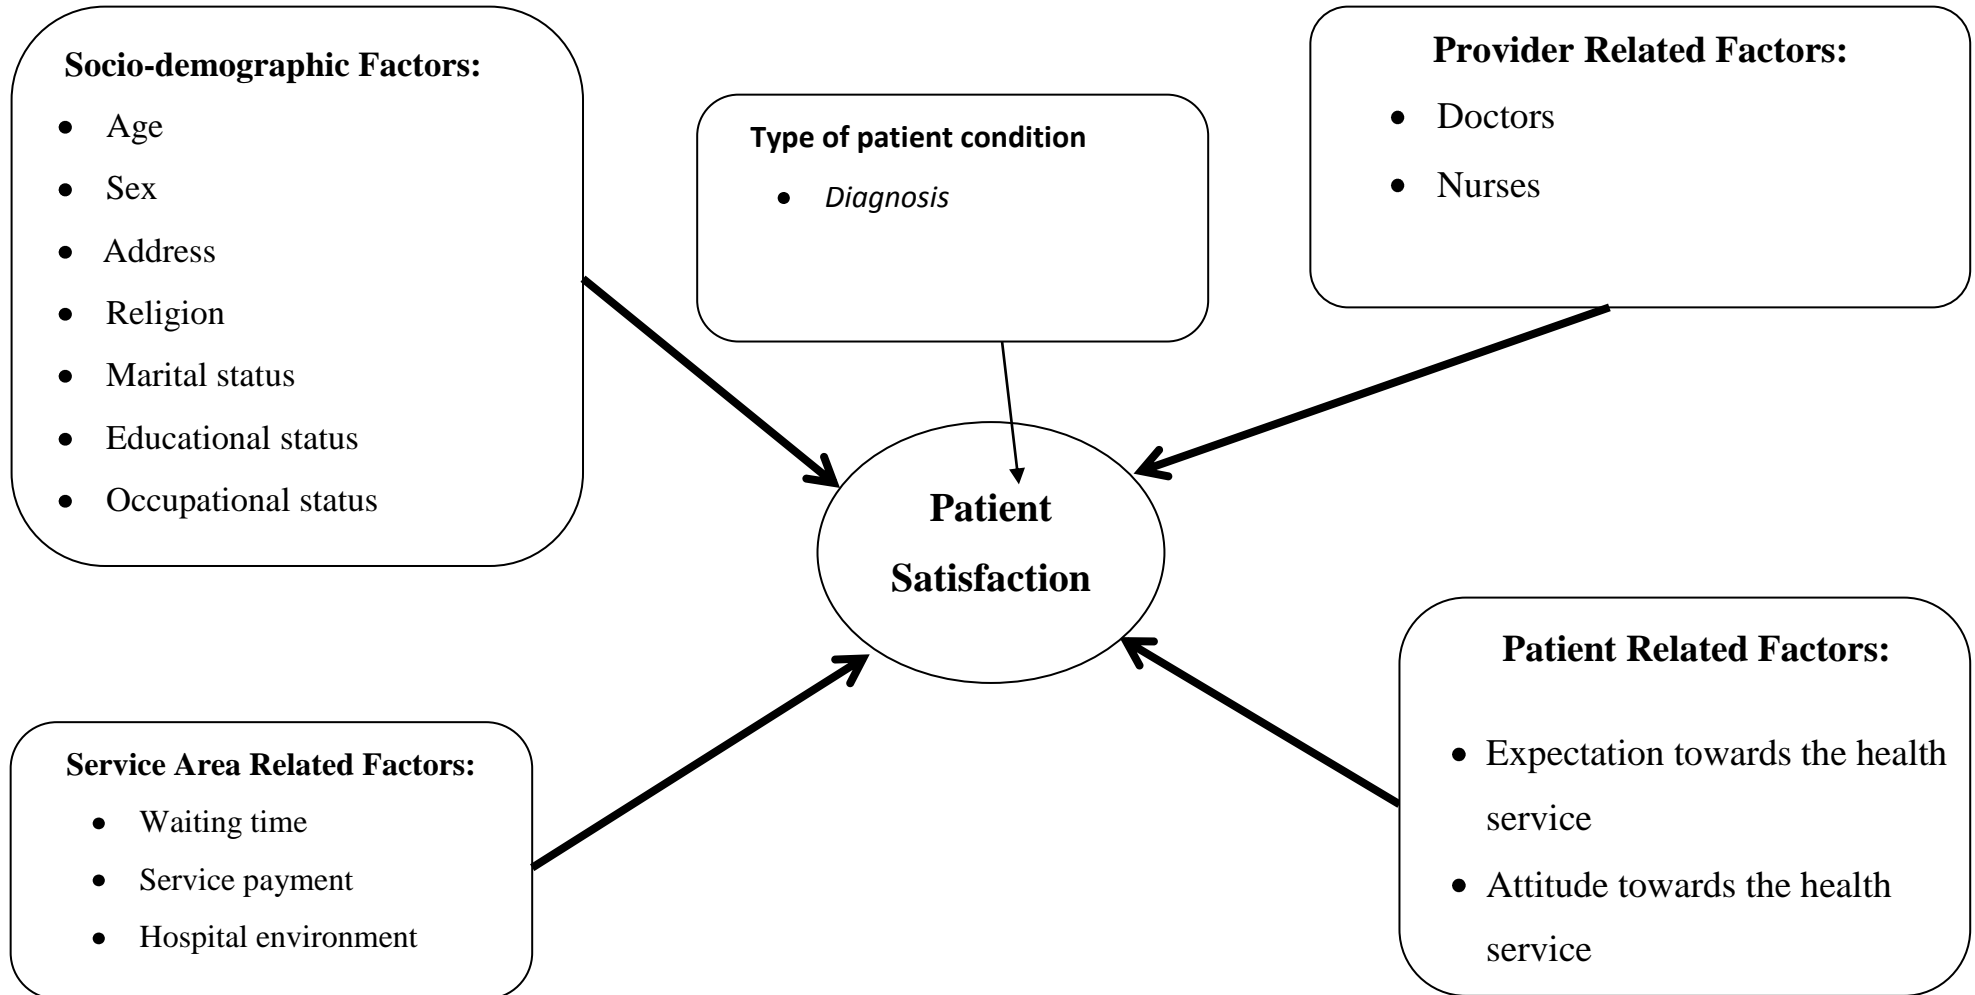 Socio-demographic Factors:
• Age
• Sex
• Address
• Religion
• Marital status
• Educational status
• Occupational status
Type of patient condition
• Diagnosis
Provider Related Factors:
• Doctors
• Nurses
Patient
Satisfaction
Service Area Related Factors:
• Waiting time
• Service payment
• Hospital environment
Patient Related Factors:
• Expectation towards the health
service
• Attitude towards the health
service